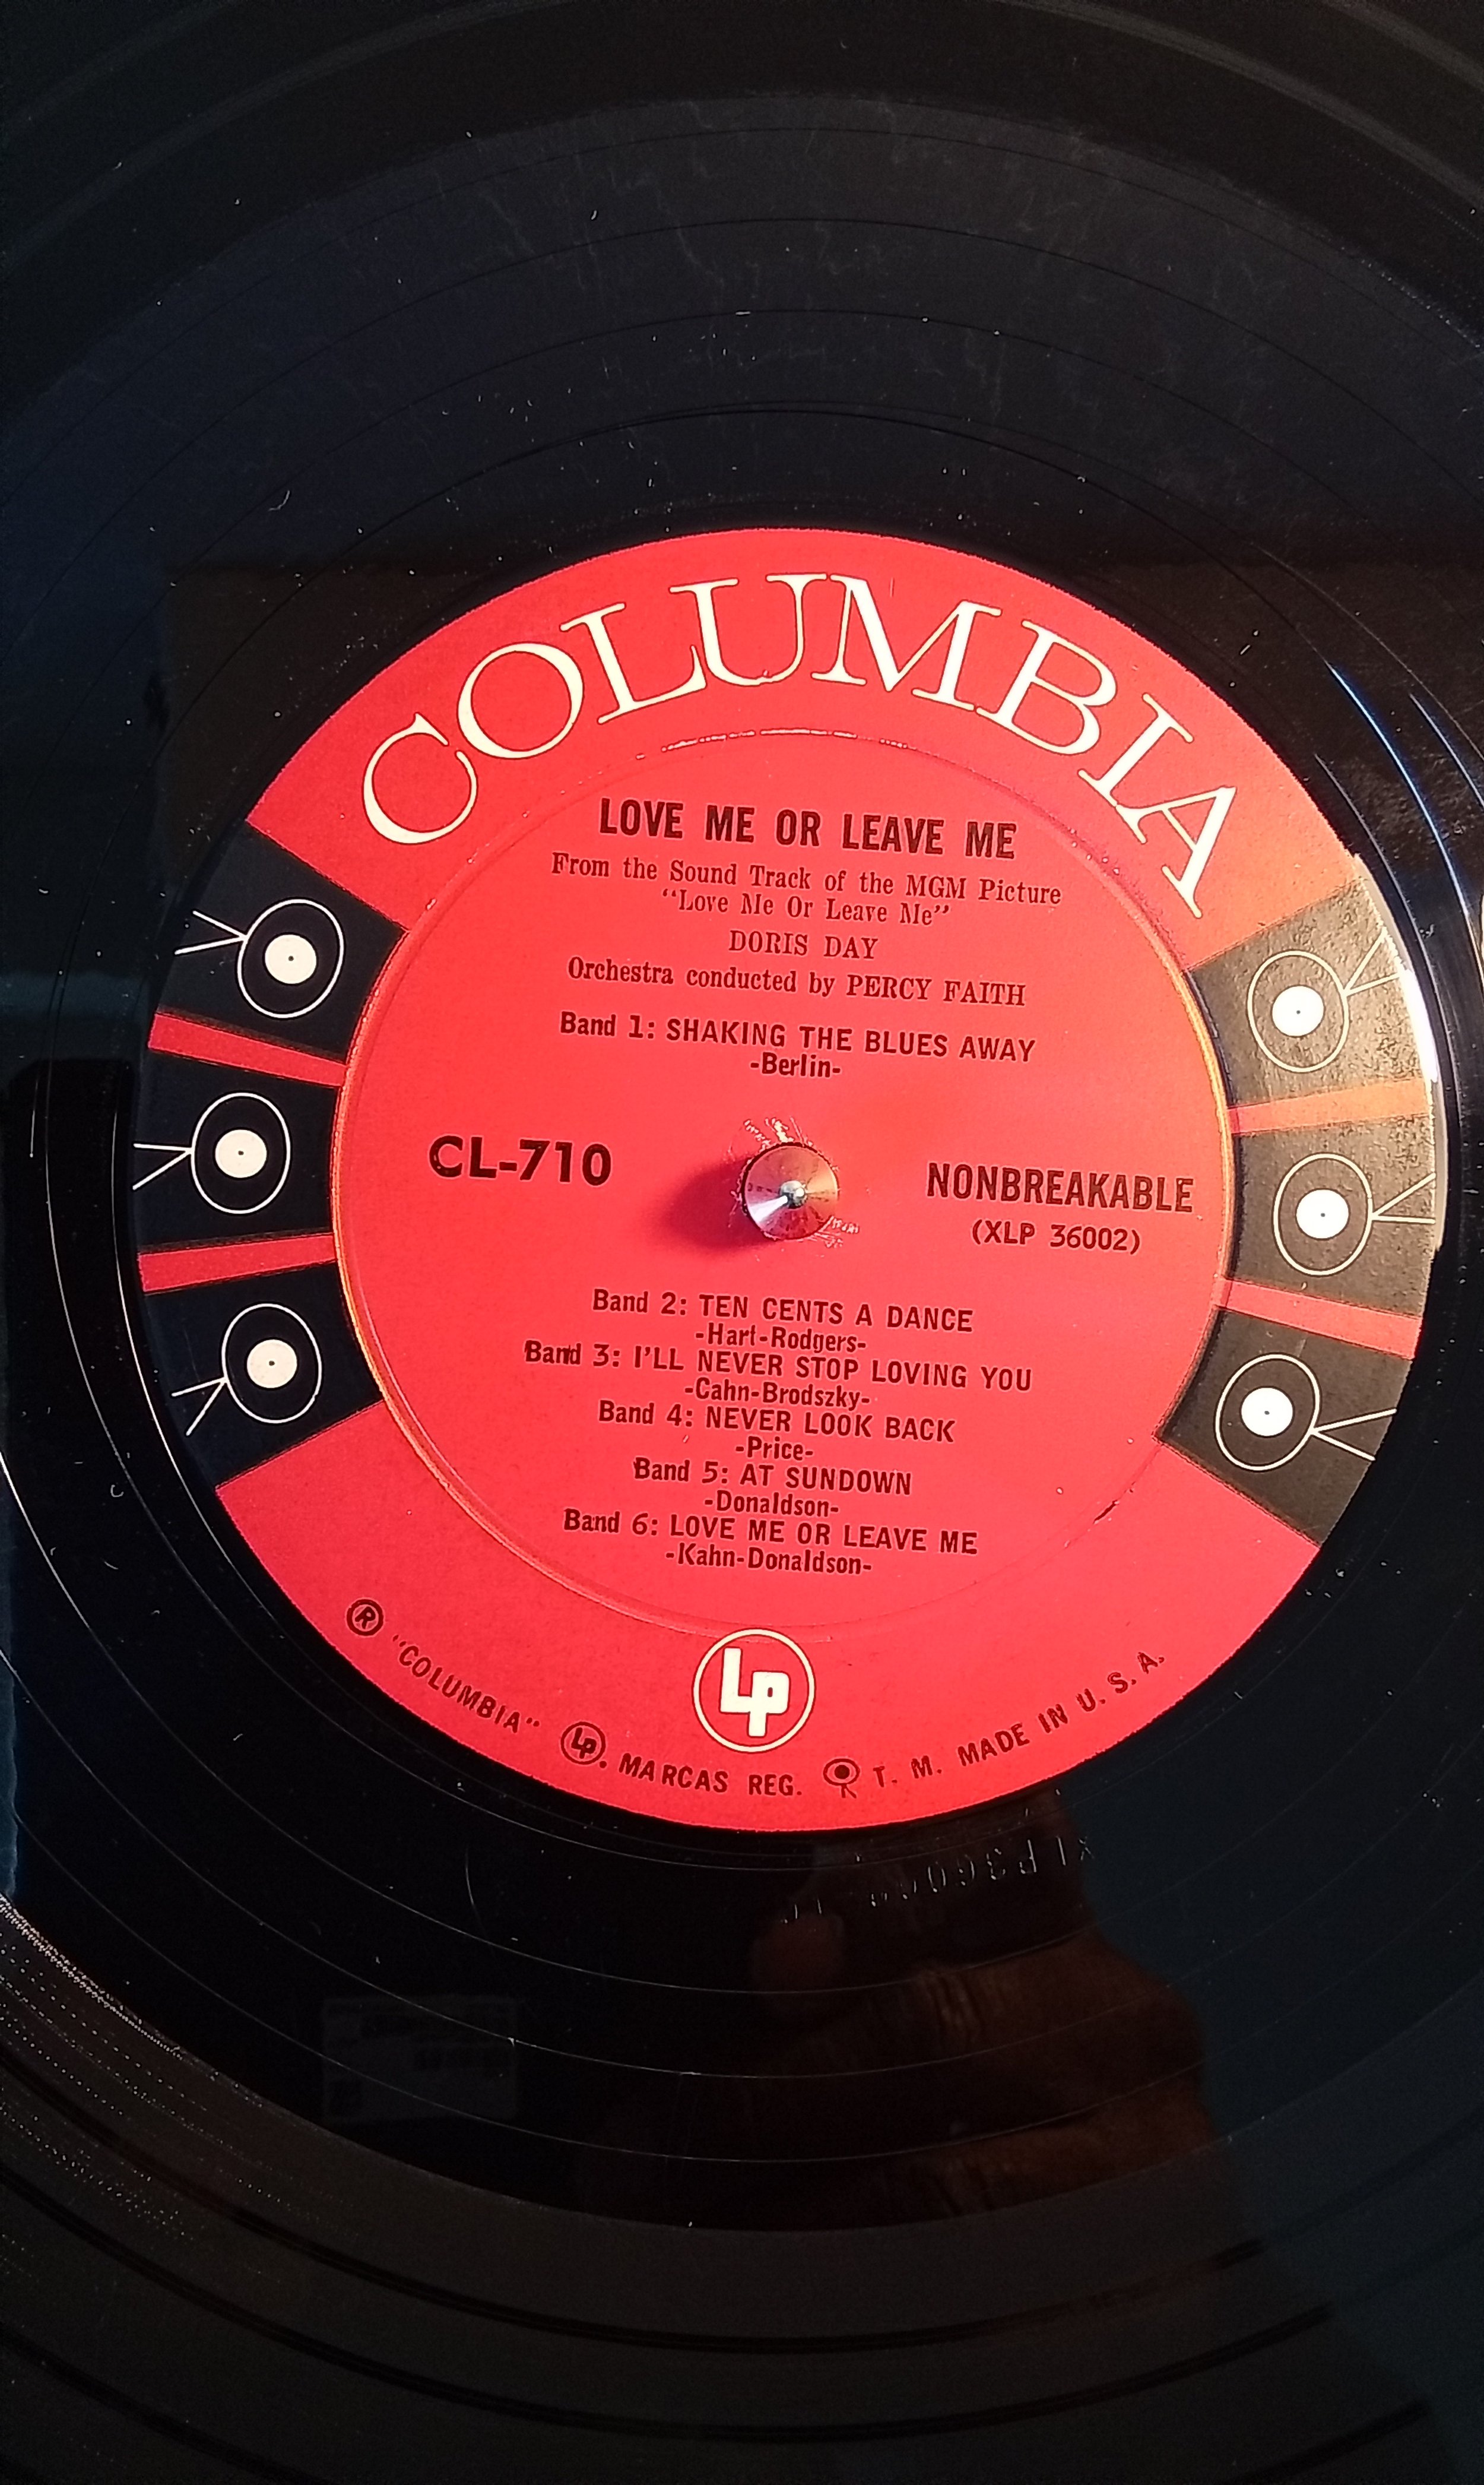 COLUMBIA
LOVE ME OR LEAVE ME
From the Sound Track of the MGM Picture
"Love Me Or Leave Me"
DORIS DAY
Orchestra conducted by PERCY FAITH
Band 1: SHAKING THE BLUES AWAY
-Berlin-
CL-710
NONBREAKABLE
(XLP 36002)
Band 2: TEN CENTS A DANCE
-Hart-Rodgers-
Band 3: I'LL NEVER STOP LOVING YOU
-Cahn-Brodszky-
Band 4: NEVER LOOK BACK
-Price-
Band 5: AT SUNDOWN
-Donaldson-
Band 6: LOVE ME OR LEAVE ME
-Kahn-Donaldson-
Lp
® "COLUMBIA" Lp. MARCAS REG. T. M. MADE IN U. S. A.